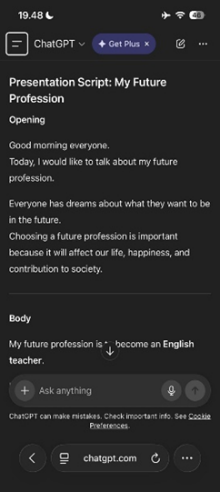 19.48
40
ChatGPT
Get Plus ×
Presentation Script: My Future
Profession
Opening
Good morning everyone.
Today, I would like to talk about my future
profession.
Everyone has dreams about what they want to be
in the future.
Choosing a future profession is important
because it will affect our life, happiness, and
contribution to society.
Body
My future profession is become an English
teacher.
Ask anything
ChatGPT can make mistakes. Check important info. See Cookie
Preferences.
chatgpt.com